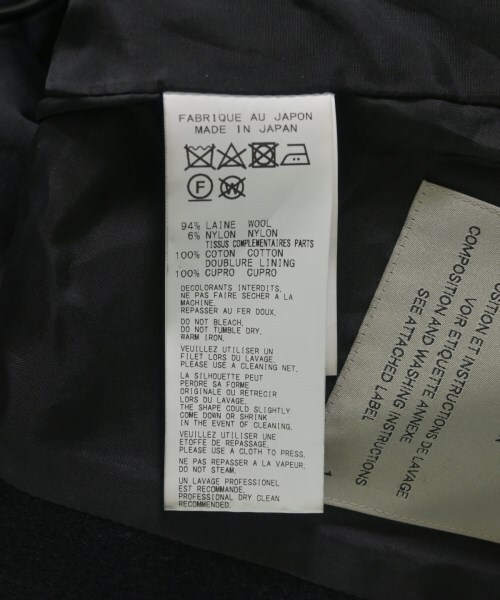 FABRIQUE AU JAPON
MADE IN JAPAN
F W
94% LAINE WOOL
6% NYLON NYLON
TISSUS COMPLEMENTAIRES PARTS
100% COTON COTTON
DOUBLURE LINING
100% CUPRO CUPRO
DECOLORANTS INTERDITS.
NE PAS FAIRE SECHER A LA
MACHINE.
REPASSER AU FER DOUX.
DO NOT BLEACH.
DO NOT TUMBLE DRY.
WARM IRON.
VEUILLEZ UTILISER UN
FILET LORS DU LAVAGE.
PLEASE USE A CLEANING NET.
LA SILHOUETTE PEUT
PERDRE SA FORME
ORIGINALE OU RETRECIR
LORS DU LAVAGE.
THE SHAPE COULD SLIGHTLY
COME DOWN OR SHRINK
IN THE EVENT OF CLEANING.
VEUILLEZ UTILISER UNE
ETOFFE DE REPASSAGE.
PLEASE USE A CLOTH TO PRESS.
NE PAS REPASSER A LA VAPEUR.
DO NOT STEAM.
UN LAVAGE PROFESSIONEL
EST RECOMMANDE.
PROFESSIONAL DRY CLEAN
RECOMMANDED.
POSITION ET INSTRUCTIONS DE LAVAGE
VOIR ETIQUETTE ANNEXE
COMPOSITION AND WASHING INSTRUCTIONS
SEE ATTACHED LABEL
1